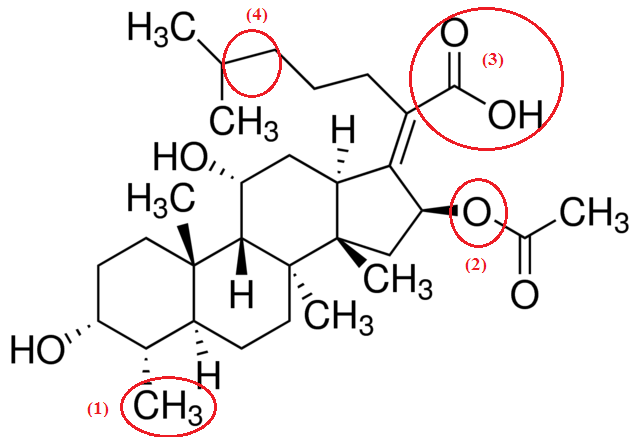 H₃C
(4)
O
(3)
OH
CH₃
H
HO
H₃C
O
CH₃
(2)
CH₃
H
O
CH₃
HO
H
(1)
CH₃